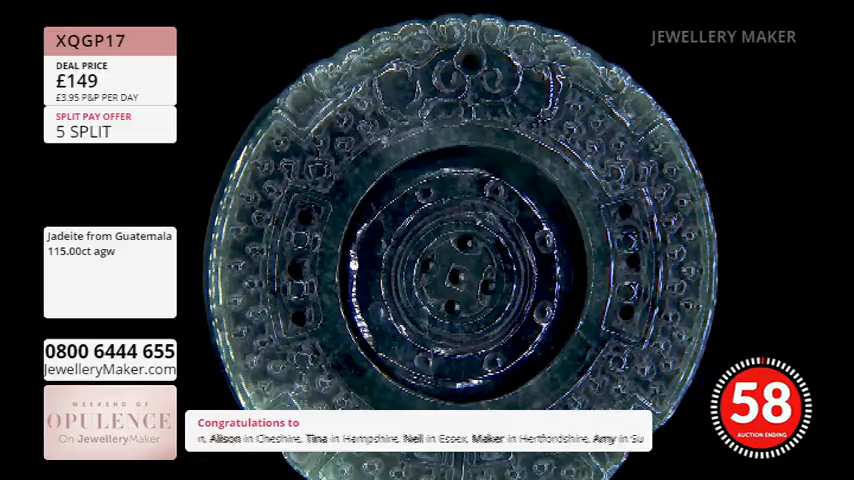 XQGP17
DEAL PRICE
£149
£3.95 P&P PER DAY
SPLIT PAY OFFER
5 SPLIT
JEWELLERY MAKER
Jadeite from Guatemala
115.00ct agw
0800 6444 655
JewelleryMaker.com
WEEKEND OF
OPULENCE
On JewelleryMaker
Congratulations to
n, Alison in Cheshire, Tina in Hampshire, Neil in Essex, Maker in Hertfordshire, Amy in Su
58
AUCTION ENDING